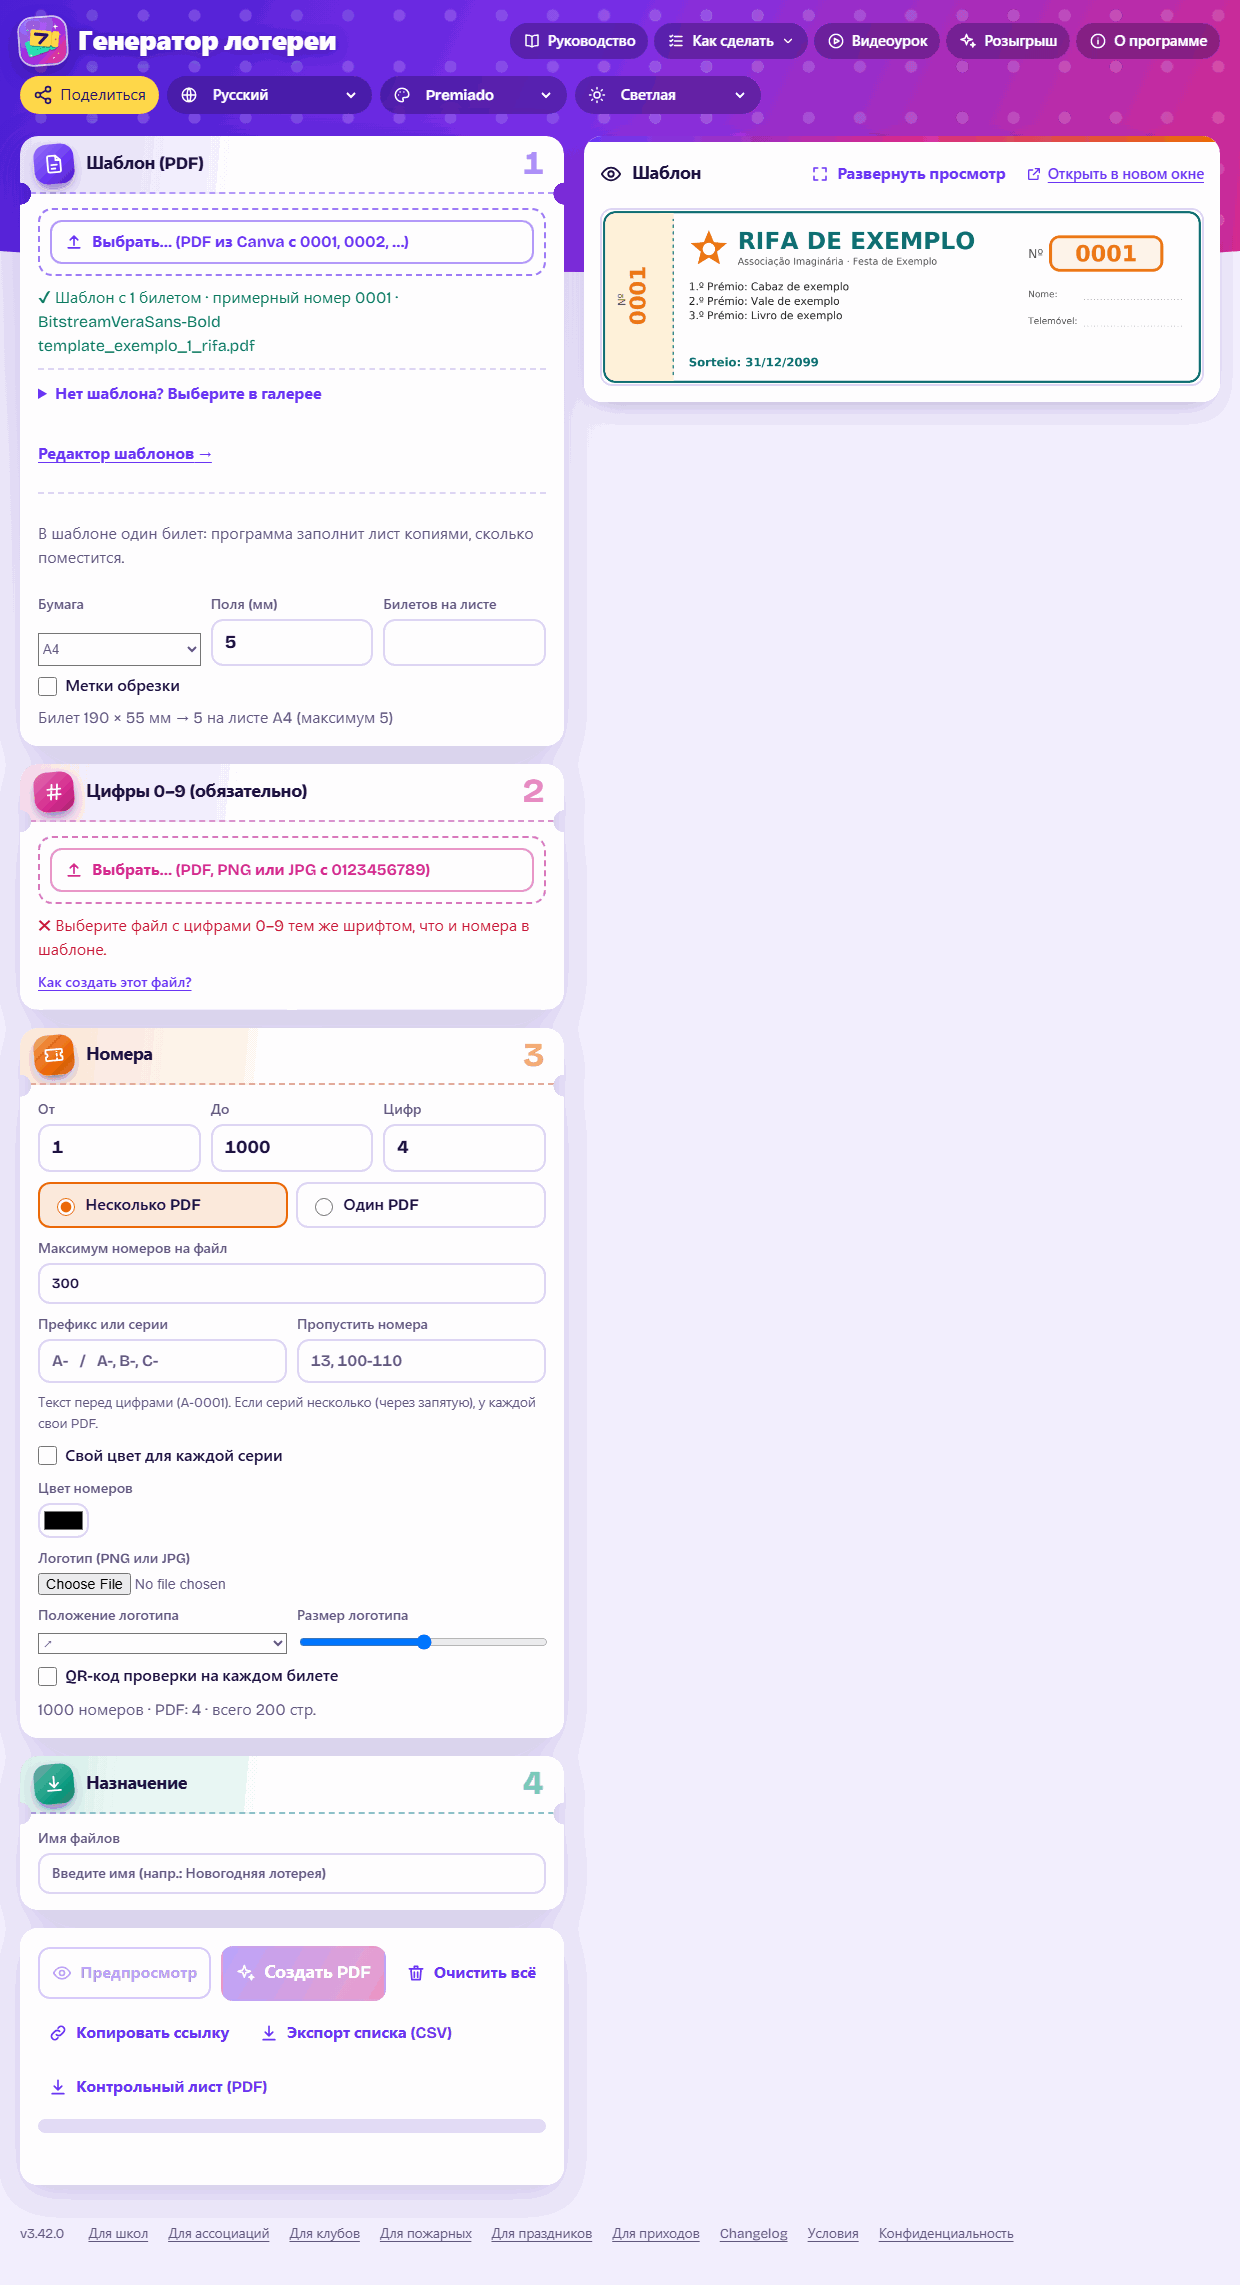 Генератор лотереи
Руководство
Как сделать
Видеоурок
Розыгрыш
О программе
Поделиться
Русский
Premiado
Светлая
Шаблон (PDF)
1
Выбрать... (PDF из Canva с 0001, 0002, ...)
✓ Шаблон с 1 билетом · примерный номер 0001 ·
BitstreamVeraSans-Bold
template_exemplo_1_rifa.pdf
▶ Нет шаблона? Выберите в галерее
Редактор шаблонов →
В шаблоне один билет: программа заполнит лист копиями, сколько
поместится.
Бумага
Поля (мм)
Билетов на листе
A4
5
Метки обрезки
Билет 190 × 55 мм → 5 на листе A4 (максимум 5)
Цифры 0–9 (обязательно)
2
Выбрать... (PDF, PNG или JPG с 0123456789)
✕ Выберите файл с цифрами 0–9 тем же шрифтом, что и номера в
шаблоне.
Как создать этот файл?
Номера
3
От
До
Цифр
1
1000
4
Несколько PDF
Один PDF
Максимум номеров на файл
300
Префикс или серии
Пропустить номера
A- / A-, B-, C-
13, 100-110
Текст перед цифрами (A-0001). Если серий несколько (через запятую), у каждой
свои PDF.
Свой цвет для каждой серии
Цвет номеров
Логотип (PNG или JPG)
Choose File No file chosen
Положение логотипа
Размер логотипа
↗
QR-код проверки на каждом билете
1000 номеров · PDF: 4 · всего 200 стр.
Назначение
4
Имя файлов
Введите имя (напр.: Новогодняя лотерея)
Предпросмотр
Создать PDF
Очистить всё
Копировать ссылку
Экспорт списка (CSV)
Контрольный лист (PDF)
Шаблон
Развернуть просмотр
Открыть в новом окне
Nº
0001
RIFA DE EXEMPLO
Associação Imaginária · Festa de Exemplo
1.º Prémio: Cabaz de exemplo
2.º Prémio: Vale de exemplo
3.º Prémio: Livro de exemplo
Sorteio: 31/12/2099
Nº 0001
Nome:
Telemóvel:
v3.42.0
Для школ
Для ассоциаций
Для клубов
Для пожарных
Для праздников
Для приходов
Changelog
Условия
Конфиденциальность